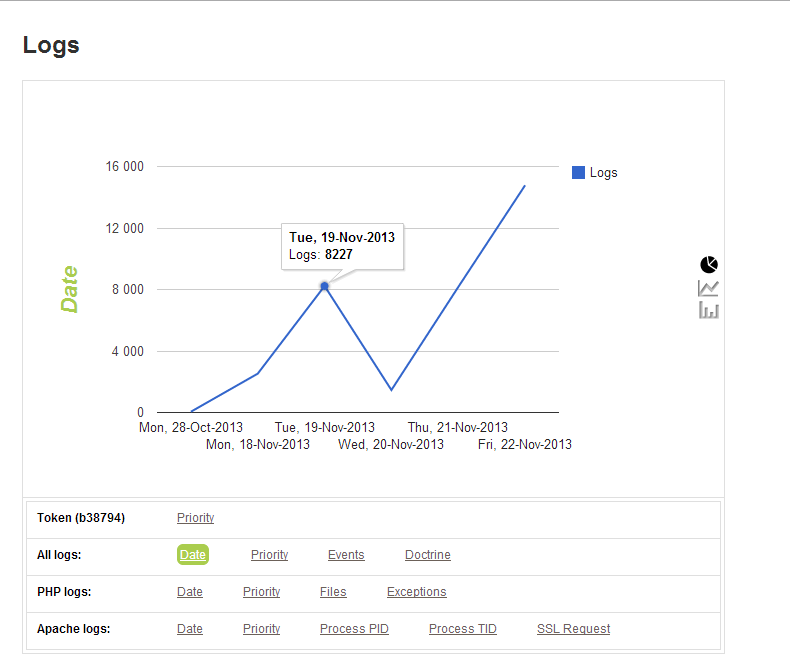 Logs
Date
16 000
12 000
8 000
4 000
0
Logs
Tue, 19-Nov-2013
Logs: 8227
Mon, 28-Oct-2013
Tue, 19-Nov-2013
Thu, 21-Nov-2013
Mon, 18-Nov-2013
Wed, 20-Nov-2013
Fri, 22-Nov-2013
Token (b38794) Priority
All logs: Date Priority Events Doctrine
PHP logs: Date Priority Files Exceptions
Apache logs: Date Priority Process PID Process TID SSL Request